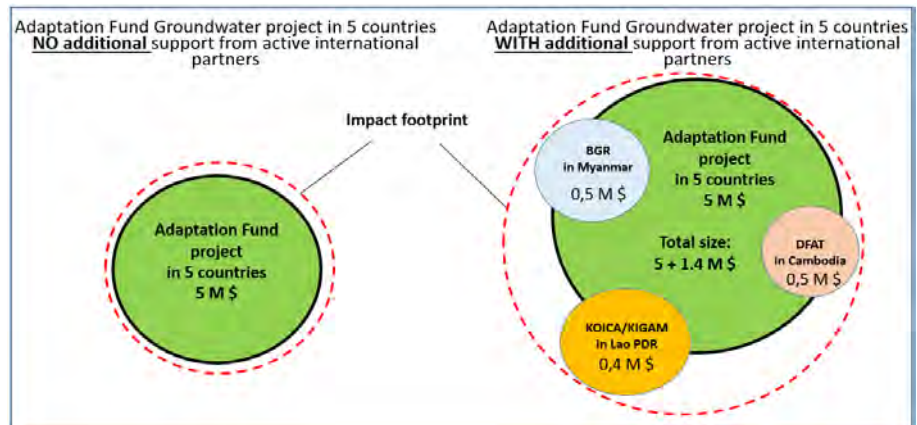 Adaptation Fund Groundwater project in 5 countries
NO additional support from active international
partners
Adaptation Fund Groundwater project in 5 countries
WITH additional support from active international
partners
Impact footprint
Adaptation Fund
project
in 5 countries
5 M $
BGR
in Myanmar
0,5 M $
Adaptation Fund
project
in 5 countries
5 M $
Total size:
5 + 1.4 M $
DFAT
in Cambodia
0,5 M $
KOICA/KIGAM
in Lao PDR
0,4 M $